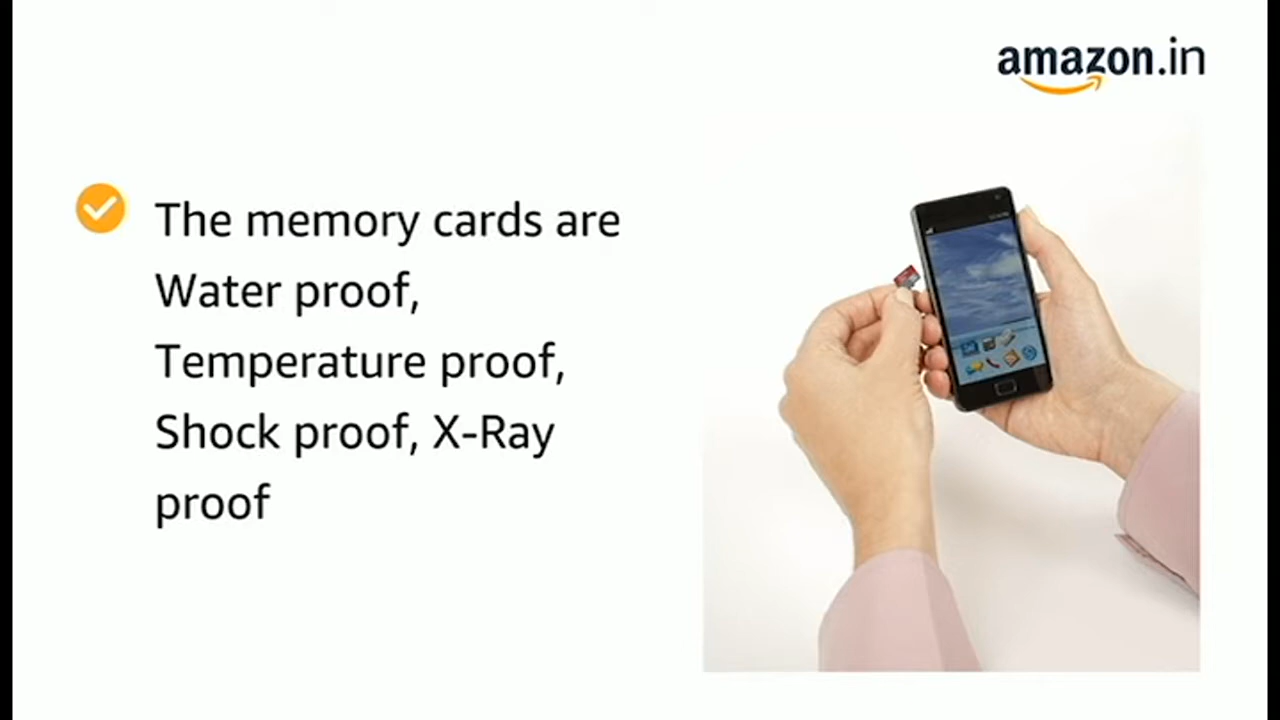 amazon.in
The memory cards are
Water proof,
Temperature proof,
Shock proof, X-Ray
proof